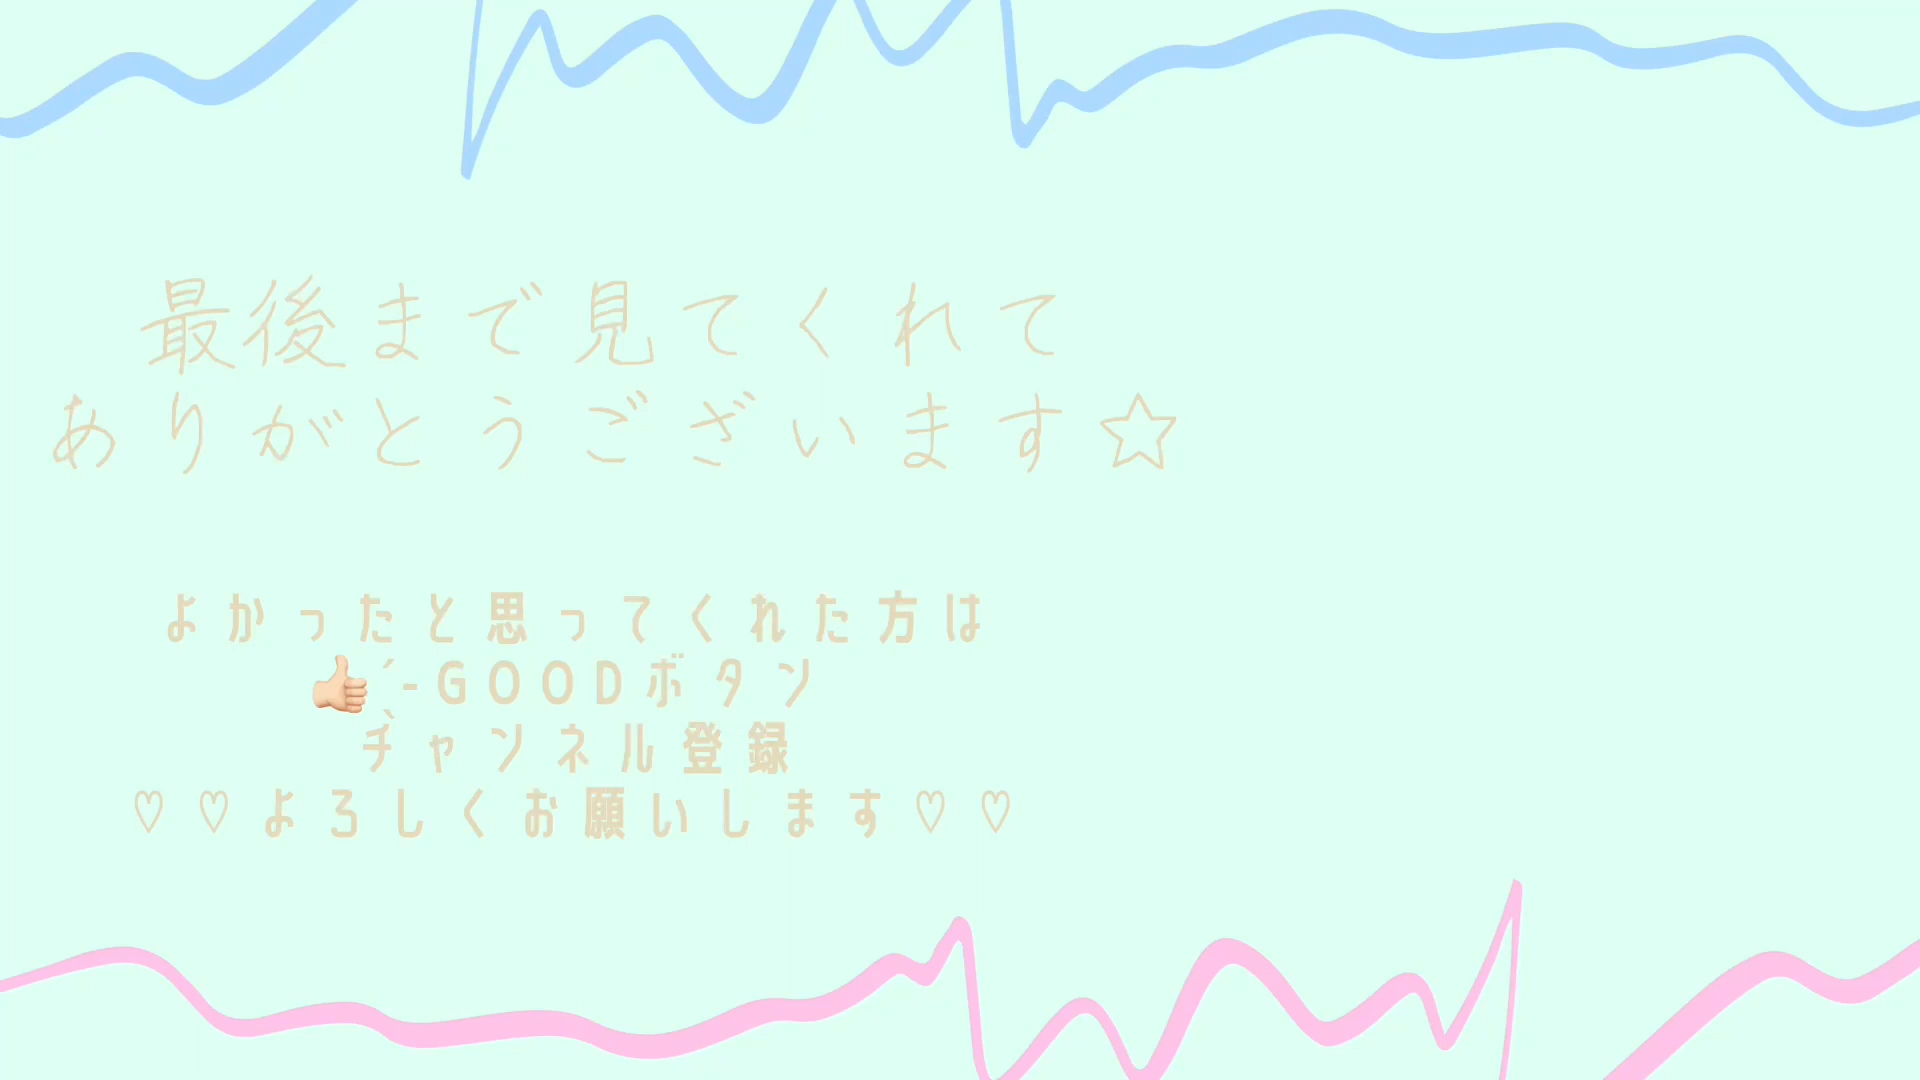 最後まで見てくれて
ありがとうございます☆
よかったと思ってくれた方は
👍🏻 ̖́-GOODボタン
チャンネル登録
♡♡よろしくお願いします♡♡